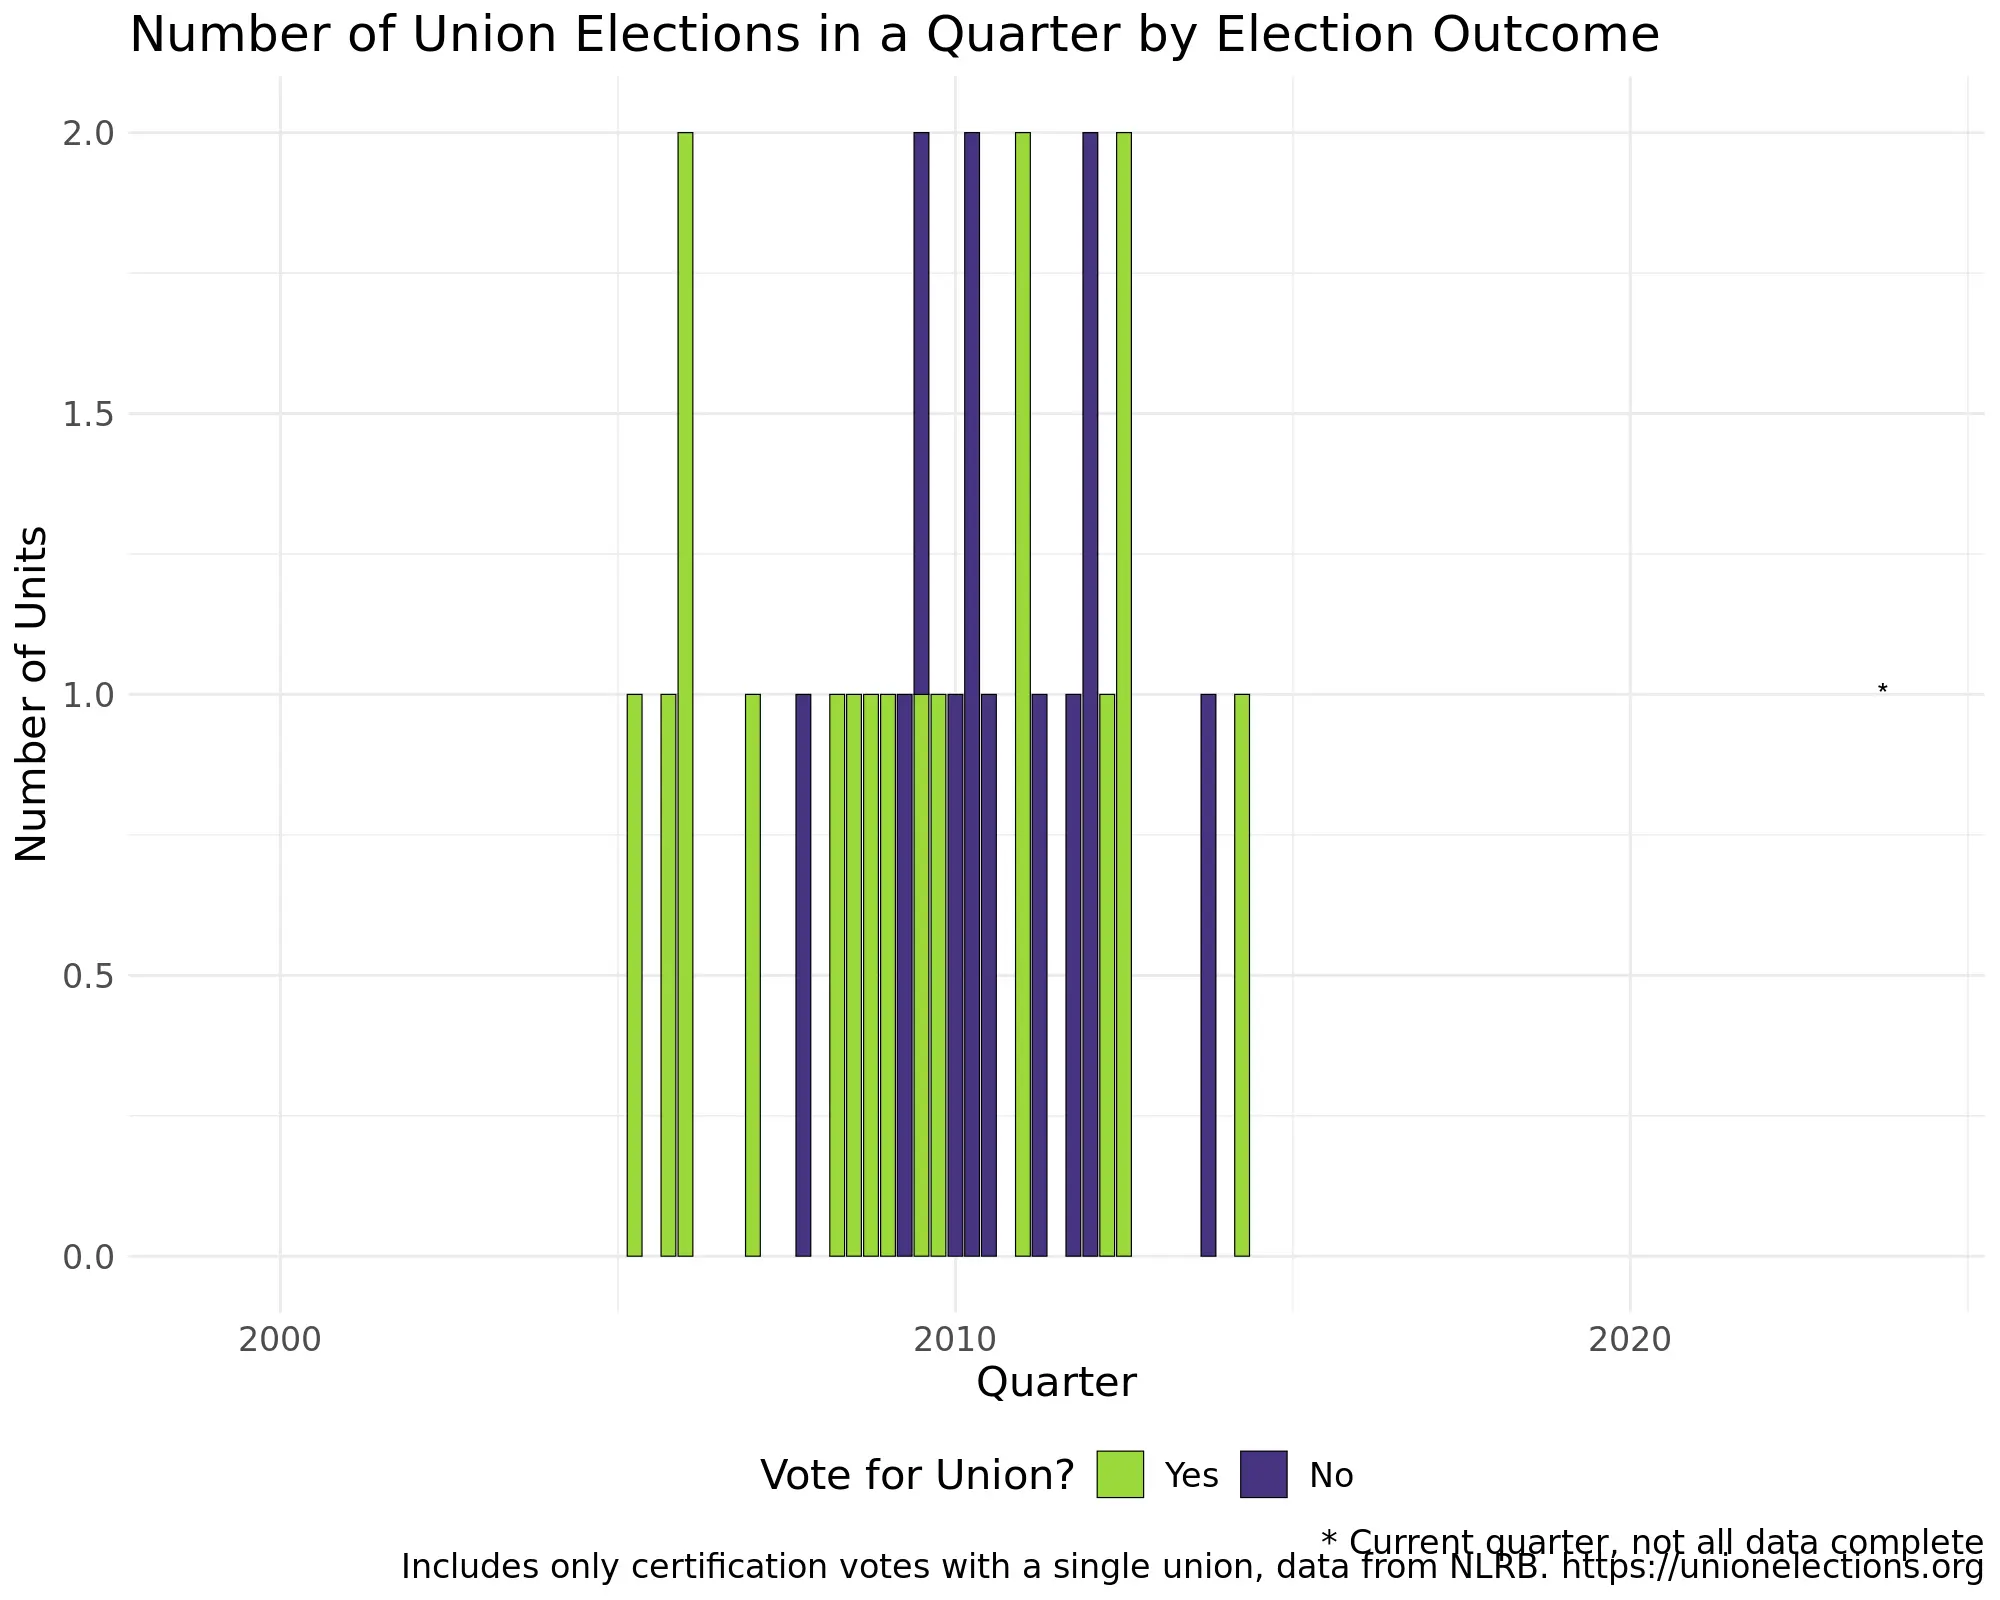 Number of Union Elections in a Quarter by Election Outcome
Number of Units
2.0
1.5
1.0
0.5
0.0
*
2000 2010 2020
Quarter
Vote for Union? Yes No
* Current quarter, not all data complete
Includes only certification votes with a single union, data from NLRB. https://unionelections.org